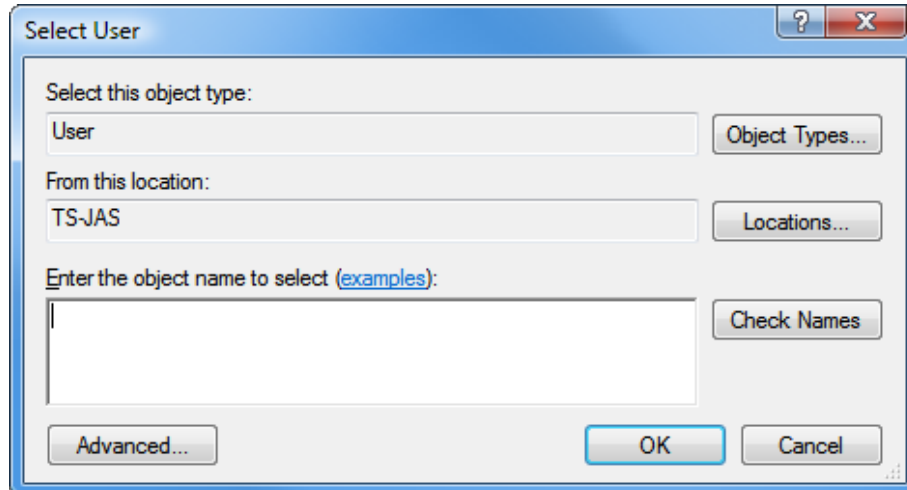 Select User
Select this object type:
User
Object Types...
From this location:
TS-JAS
Locations...
Enter the object name to select (examples):
Check Names
Advanced...
OK
Cancel